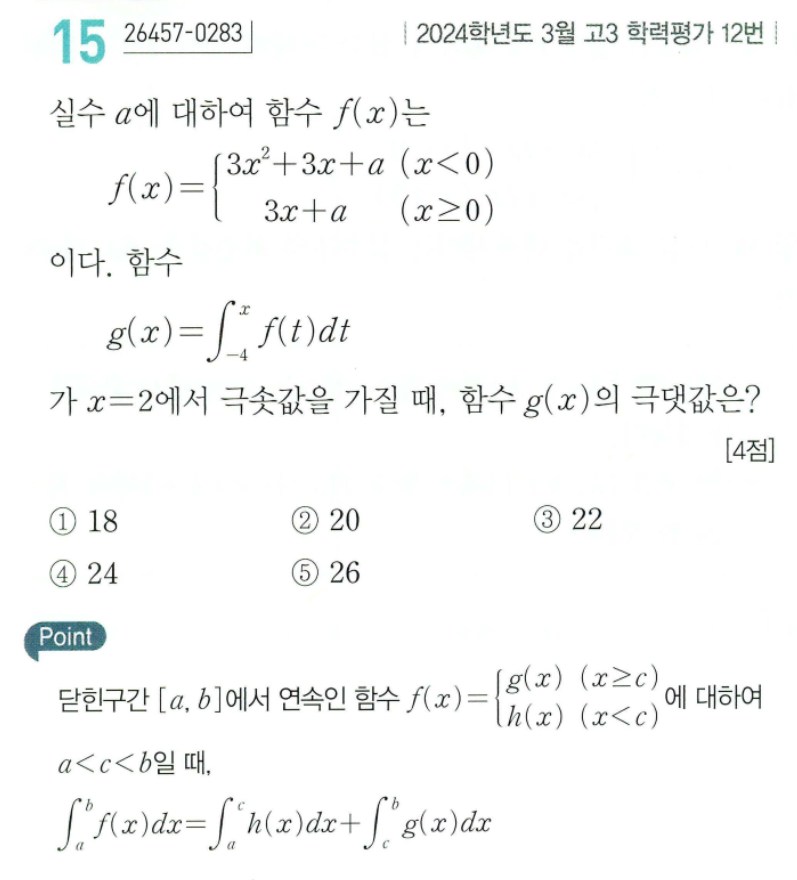 15 26457-0283 | 2024학년도 3월 고3 학력평가 12번 |
실수 a에 대하여 함수 f(x)는
f(x)={3x²+3x+a (x<0)
3x+a (x≥0)
이다. 함수
g(x)=∫₋₄ˣ f(t)dt
가 x=2에서 극솟값을 가질 때, 함수 g(x)의 극댓값은?
[4점]
① 18 ② 20 ③ 22
④ 24 ⑤ 26
Point
닫힌구간 [a, b]에서 연속인 함수 f(x)={g(x) (x≥c) h(x) (x<c) 에 대하여
a<c<b일 때,
∫ₐᵇ f(x)dx=∫ₐᶜ h(x)dx+∫꜀ᵇ g(x)dx